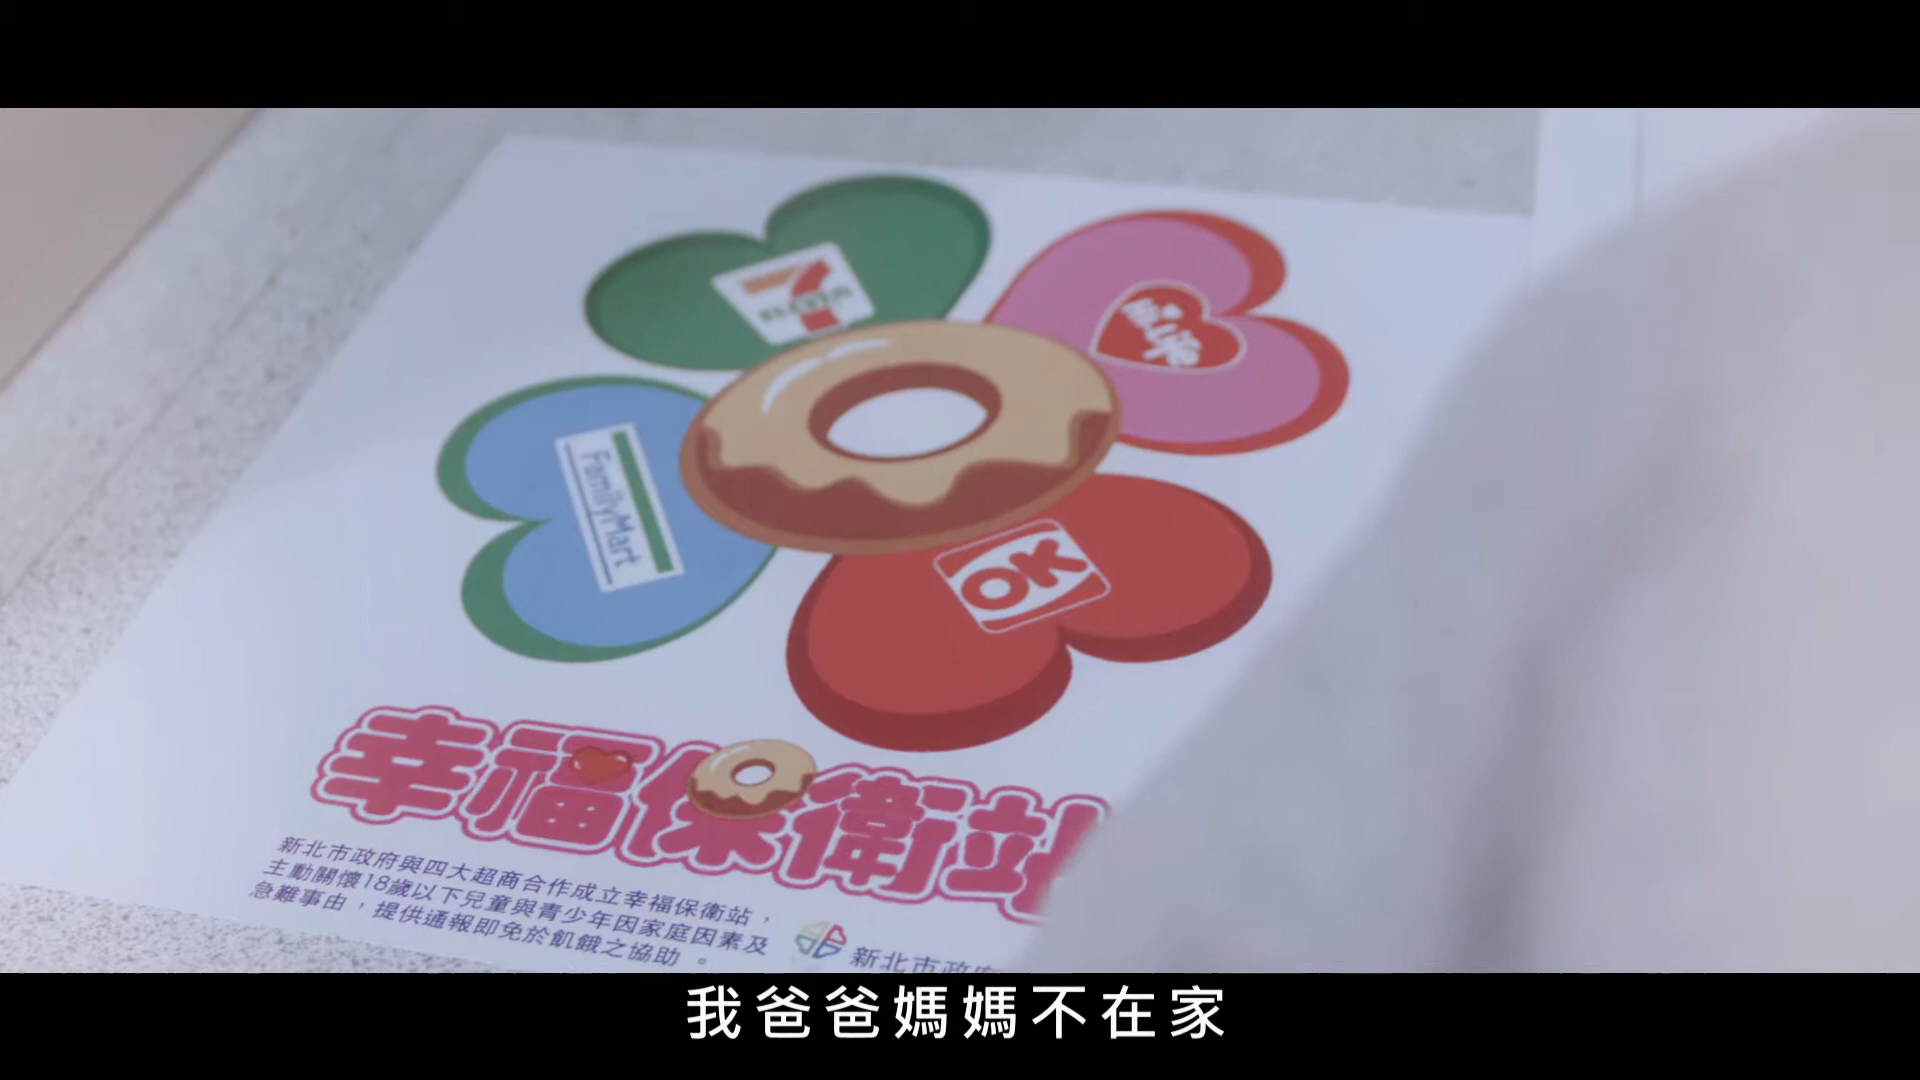 7
ELEVEN
萊爾富
FamilyMart
OK
幸福保衛站
新北市政府與四大超商合作成立幸福保衛站，
主動關懷18歲以下兒童與青少年因家庭因素及
急難事由，提供通報即免於飢餓之協助。
新北市政府
我爸爸媽媽不在家